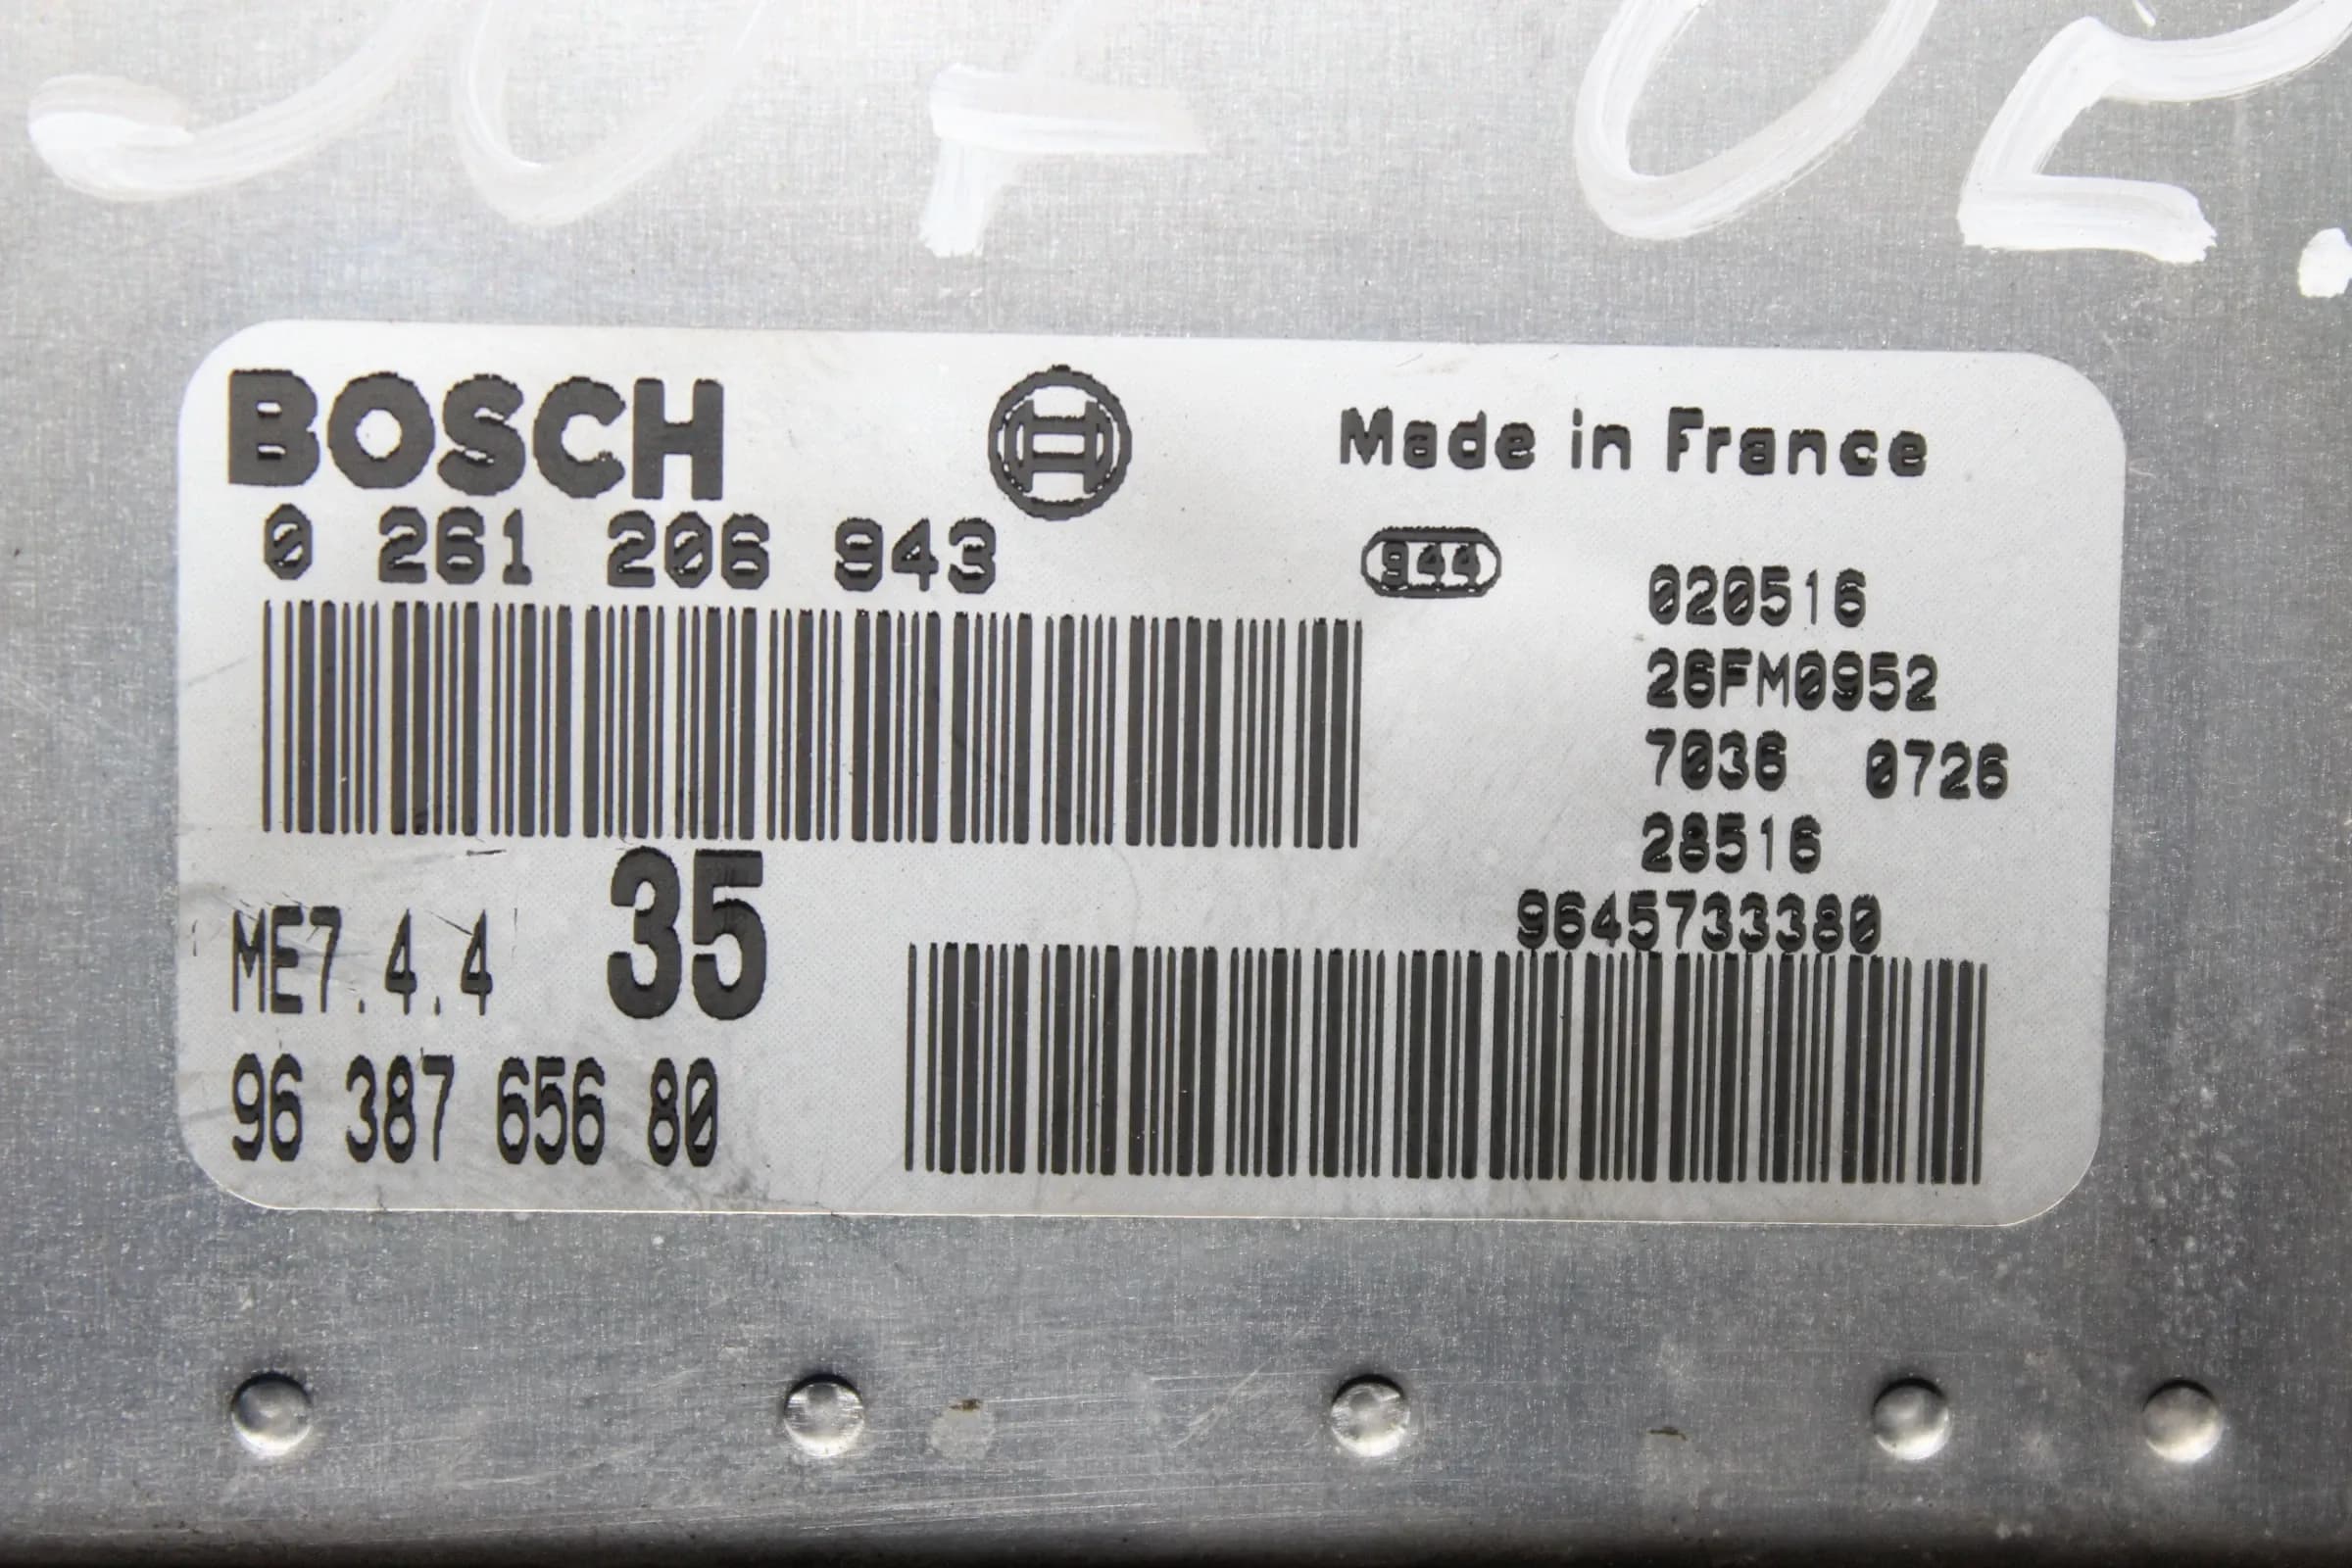 BOSCH
Made in France
0 261 206 943
944
020516
26FM0952
7036 0726
28516
9645733380
ME7.4.4 35
96 387 656 80